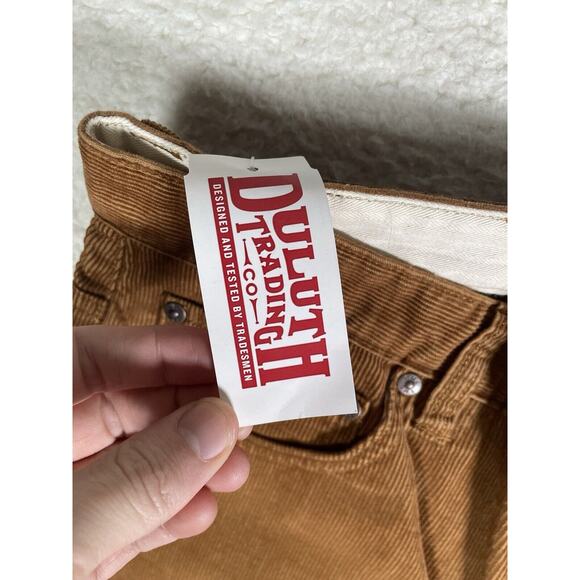 DULUTH
TRADING
CO
DESIGNED AND TESTED BY TRADESMEN